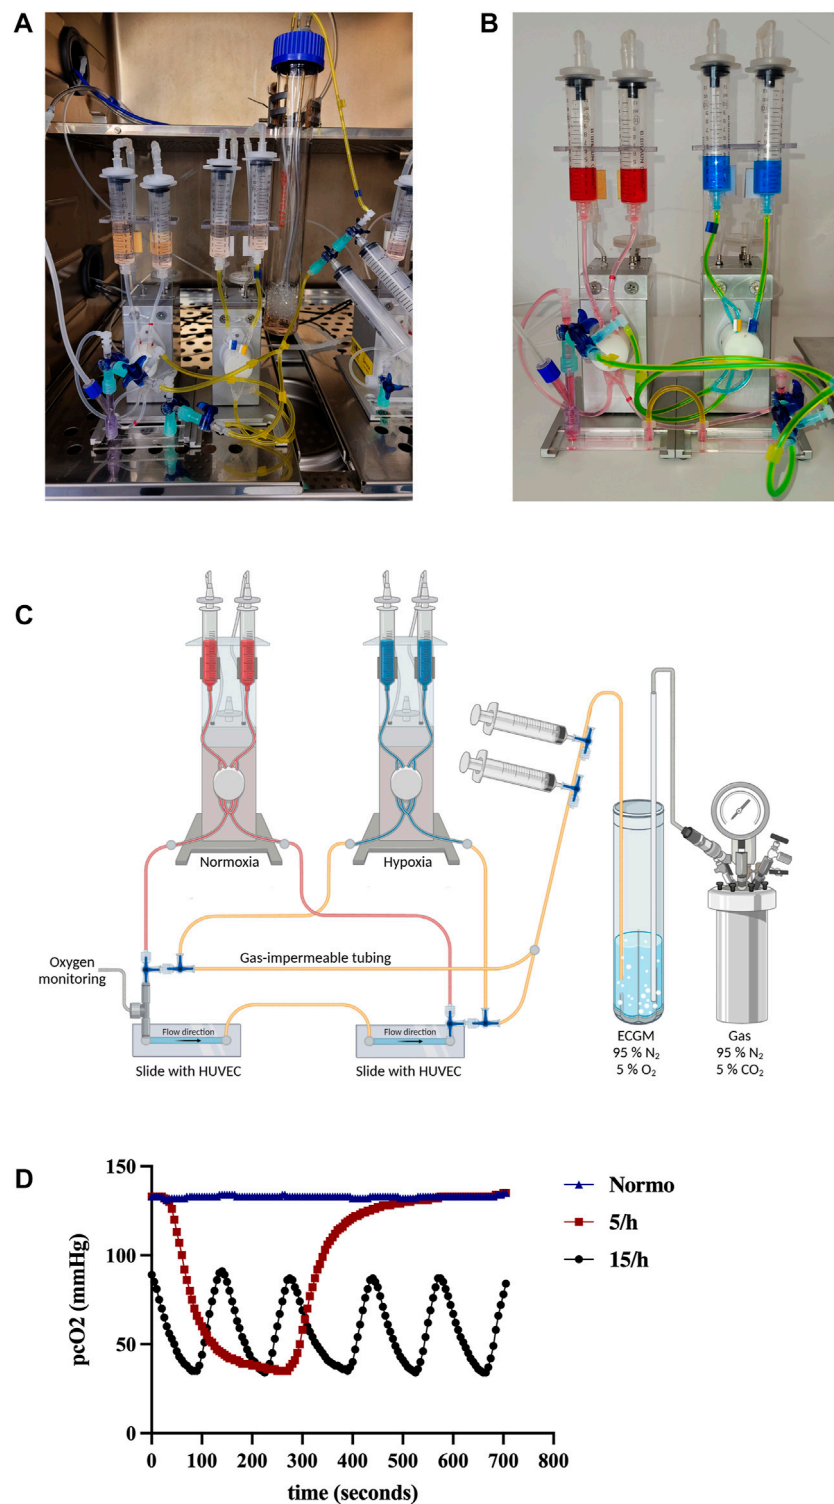 A
B
C
Normoxia
Hypoxia
Oxygen
monitoring
Gas-impermeable tubing
Flow direction
Flow direction
Slide with HUVEC
Slide with HUVEC
ECGM
95 % N₂
5 % O₂
Gas
95 % N₂
5 % CO₂
D
Normo
5/h
15/h
pcO2 (mmHg)
150
100
50
0
0 100 200 300 400 500 600 700 800
time (seconds)